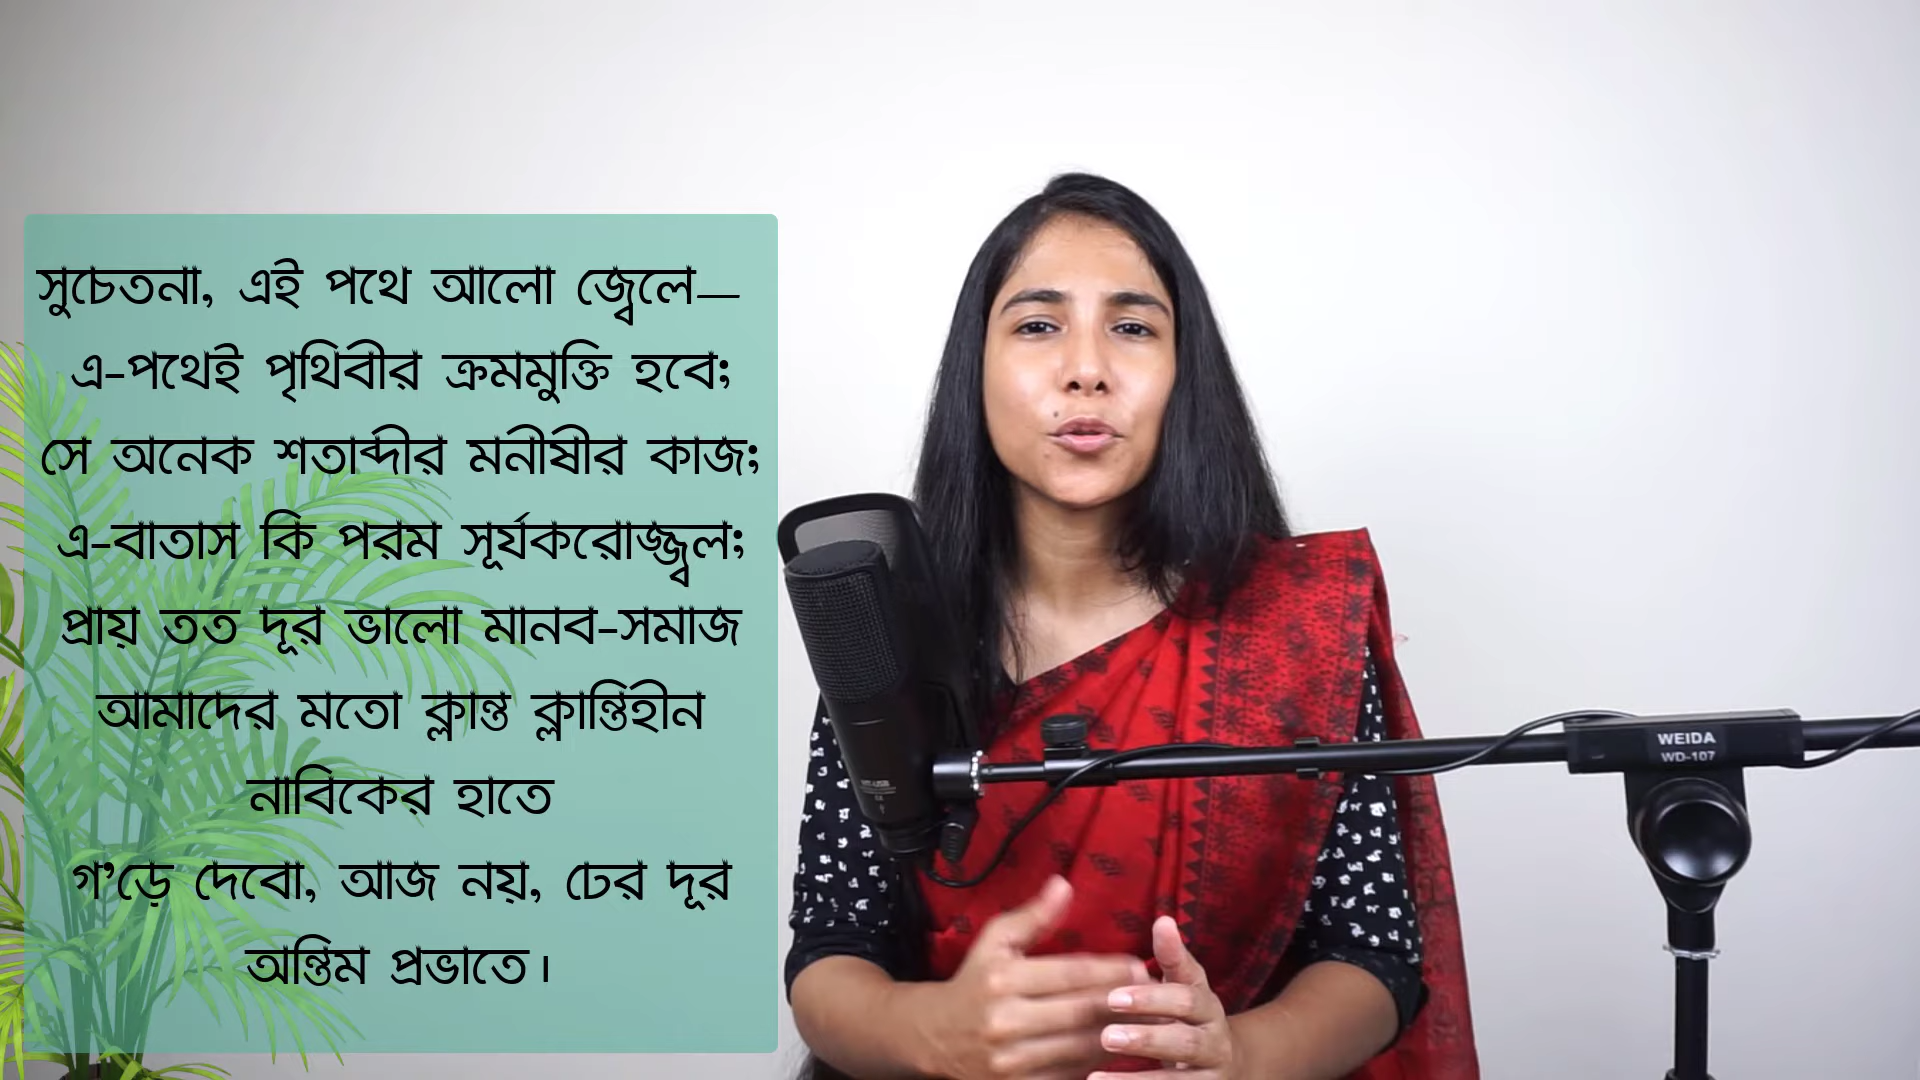 সুচেতনা, এই পথে আলো জ্বেলে—
এ-পথেই পৃথিবীর ক্রমমুক্তি হবে;
সে অনেক শতাব্দীর মনীষীর কাজ;
এ-বাতাস কি পরম সূর্যকরোজ্জ্বল;
প্রায় তত দূর ভালো মানব-সমাজ
আমাদের মতো ক্লান্ত ক্লান্তিহীন
নাবিকের হাতে
গ’ড়ে দেবো, আজ নয়, ঢের দূর
অন্তিম প্রভাতে।
WEIDA
WD-107